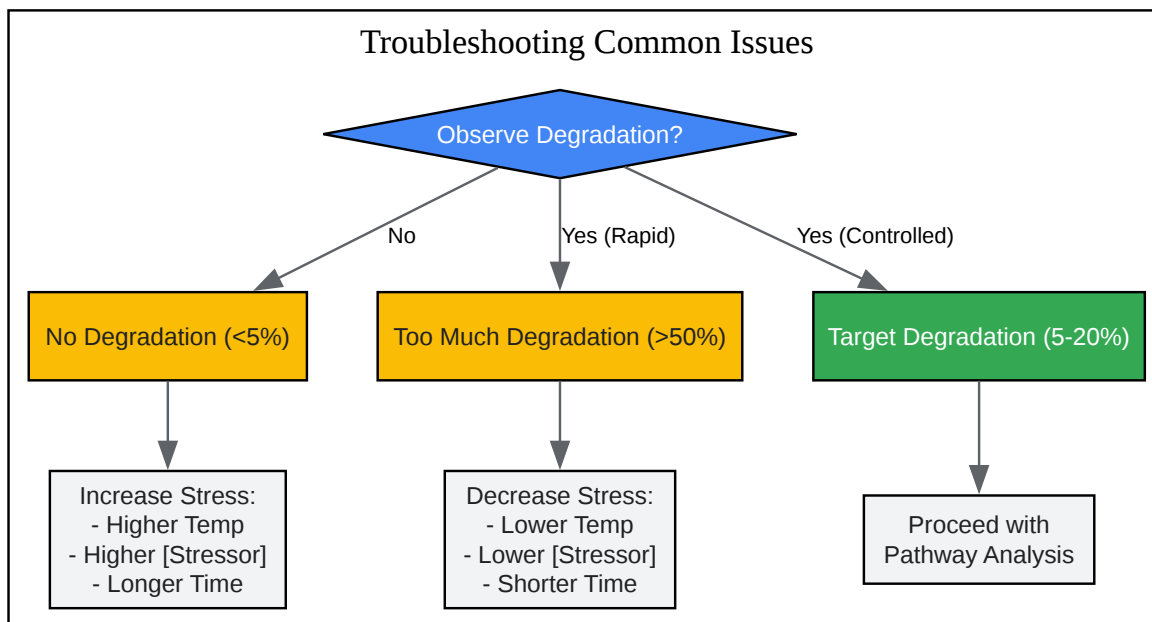 Troubleshooting Common Issues
Observe Degradation?
No
Yes (Rapid)
Yes (Controlled)
No Degradation (<5%)
Too Much Degradation (>50%)
Target Degradation (5-20%)
Increase Stress:
- Higher Temp
- Higher [Stressor]
- Longer Time
Decrease Stress:
- Lower Temp
- Lower [Stressor]
- Shorter Time
Proceed with
Pathway Analysis